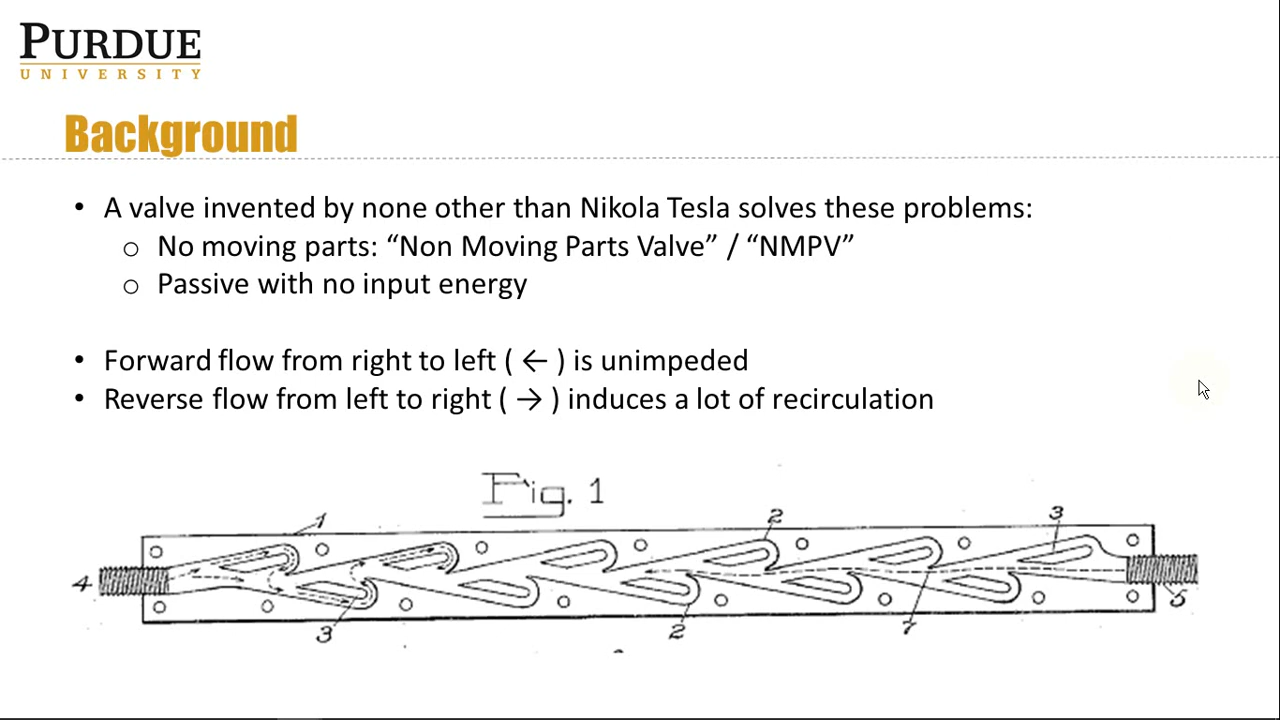 PURDUE
UNIVERSITY
Background
• A valve invented by none other than Nikola Tesla solves these problems:
o No moving parts: “Non Moving Parts Valve” / “NMPV”
o Passive with no input energy
• Forward flow from right to left ( ← ) is unimpeded
• Reverse flow from left to right ( → ) induces a lot of recirculation
Fig. 1
1
2
3
4
5
3
2
7